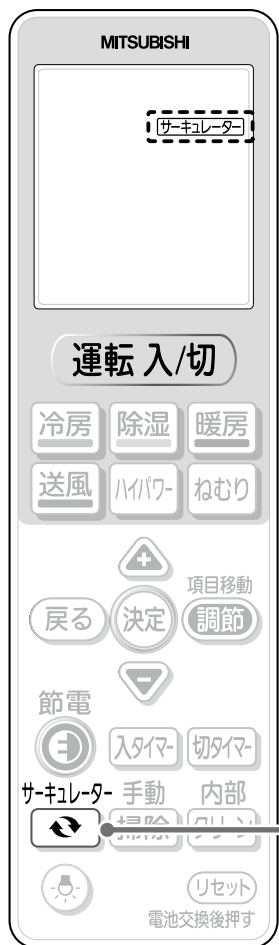 MITSUBISHI
サーキュレーター
運転 入/切
冷房 除湿 暖房
送風 ハイパワー ねむり
項目移動
戻る 決定 調節
節電
入タイマー 切タイマー
サーキュレーター 手動 内部
掃除 クリーン
リセット
電池交換後押す